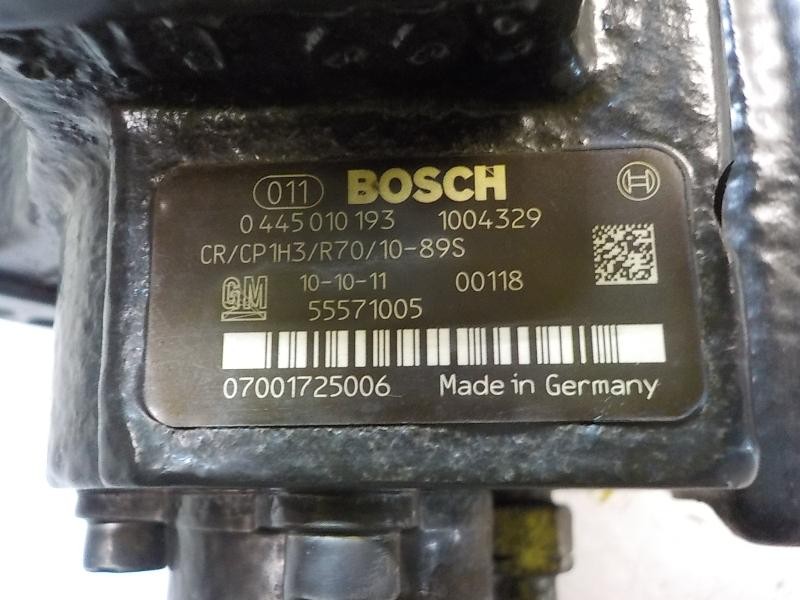 011 BOSCH
0 445 010 193 1004329
CR/CP1H3/R70/10-89S
GM 10-10-11 00118
55571005
07001725006 Made in Germany